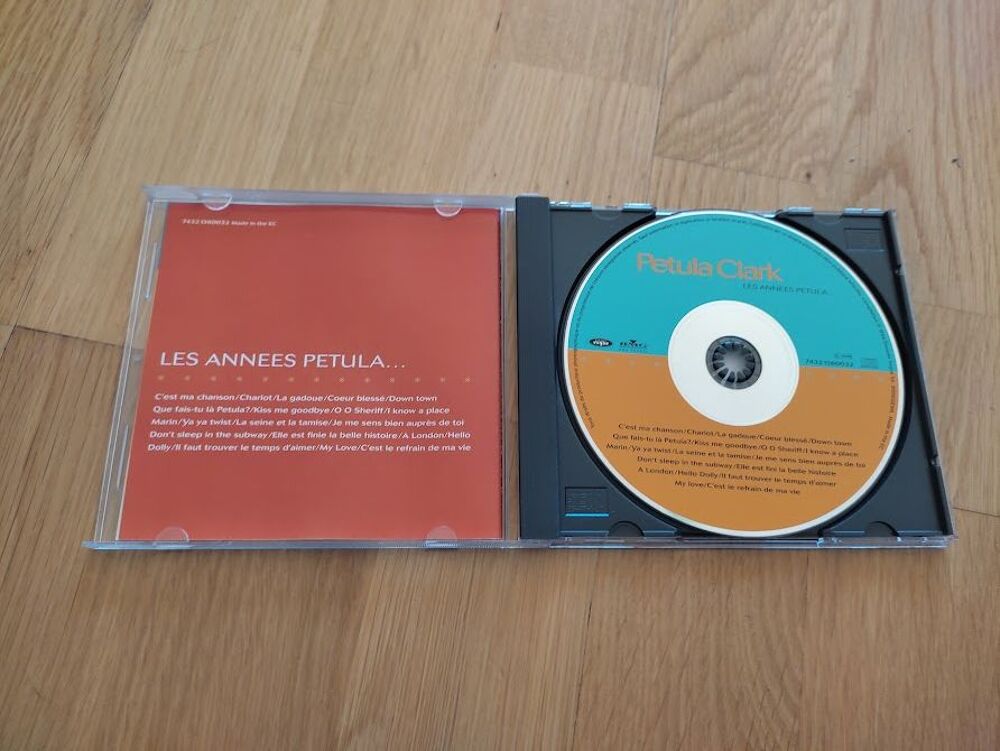 74321260032 Made in the EC
LES ANNEES PETULA...
C'est ma chanson/Chariot/La gadoue/Coeur blessé/Down town
Que fais-tu là Petula?/Kiss me goodbye/O O Sheriff/I know a place
Marin/Ya ya twist/La seine et la tamise/Je me sens bien auprès de toi
Don't sleep in the subway/Elle est finie la belle histoire/A London/Hello
Dolly/Il faut trouver le temps d'aimer/My Love/C'est le refrain de ma vie
Petula Clark
LES ANNEES PETULA...
vogue
BMG
C'est ma chanson/Chariot/La gadoue/Coeur blessé/Down town
Que fais-tu là Petula?/Kiss me goodbye/O O Sheriff/I know a place
Marin/Ya ya twist/La seine et la tamise/Je me sens bien auprès de toi
Don't sleep in the subway/Elle est fini la belle histoire
A London/Hello Dolly/Il faut trouver le temps d'aimer
My love/C'est le refrain de ma vie